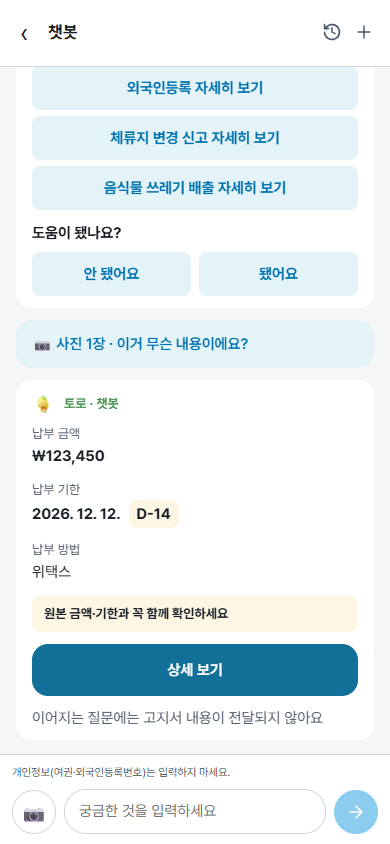 챗봇
외국인등록 자세히 보기
체류지 변경 신고 자세히 보기
음식물 쓰레기 배출 자세히 보기
도움이 됐나요?
안 됐어요
됐어요
사진 1장 · 이거 무슨 내용이에요?
토로 · 챗봇
납부 금액
₩123,450
납부 기한
2026. 12. 12. D-14
납부 방법
위택스
원본 금액·기한과 꼭 함께 확인하세요
상세 보기
이어지는 질문에는 고지서 내용이 전달되지 않아요
개인정보(여권·외국인등록번호)는 입력하지 마세요.
궁금한 것을 입력하세요